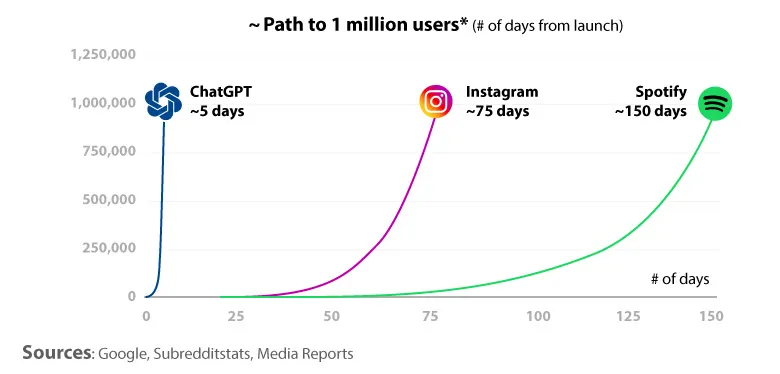 ~ Path to 1 million users* (# of days from launch)
1,250,000
ChatGPT
~5 days
Instagram
~75 days
Spotify
~150 days
1,000,000
750,000
500,000
250,000
# of days
0
0 25 50 75 100 125 150
Sources: Google, Subredditstats, Media Reports